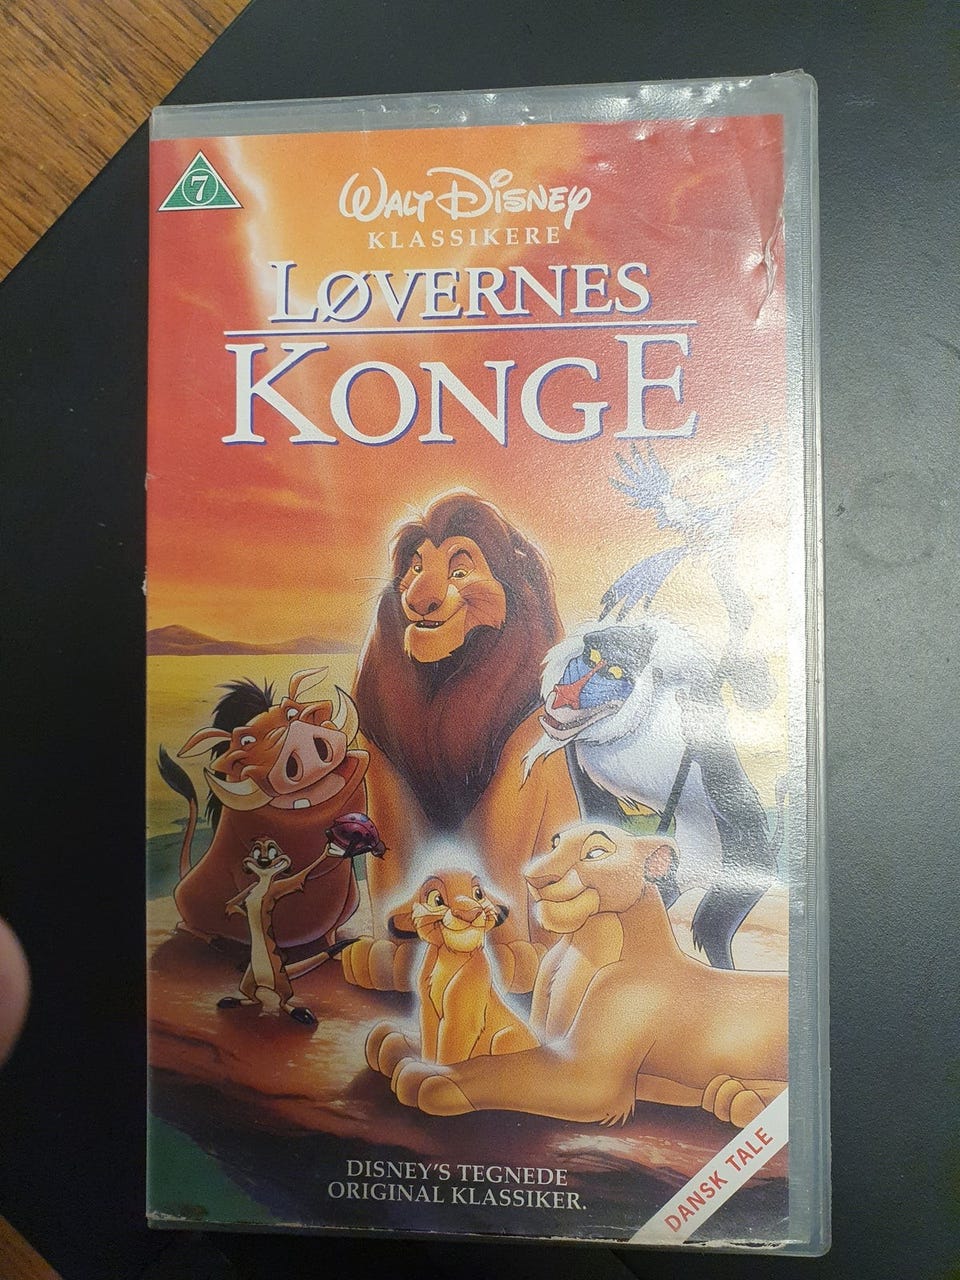 7
WALT DISNEY
KLASSIKERE
LØVERNES
KONGE
DISNEY'S TEGNEDE
ORIGINAL KLASSIKER.
DANSK TALE